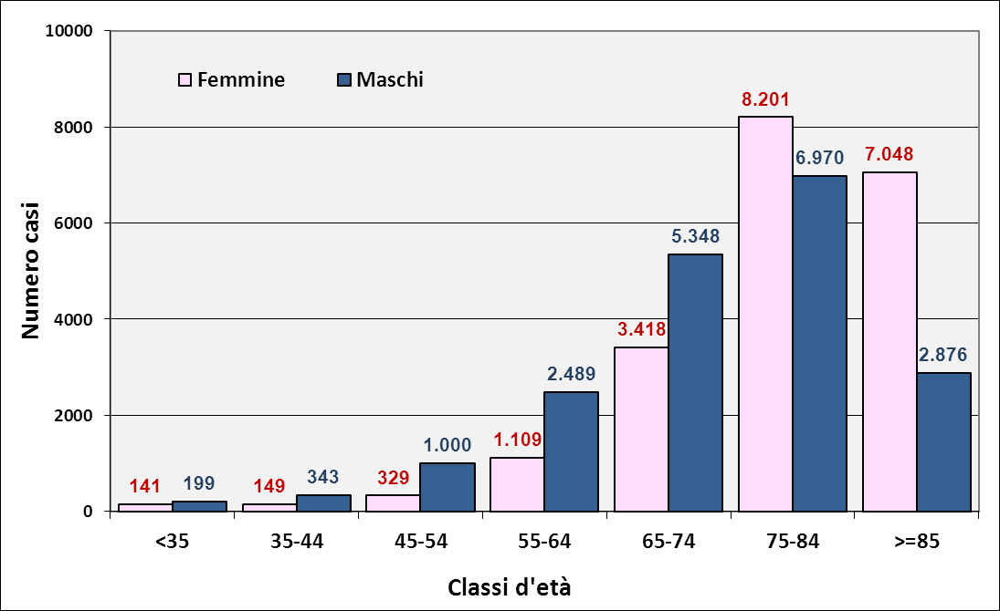 10000
8000
6000
4000
2000
0
Numero casi
Femmine Maschi
141 199 149 343 329 1.000 1.109 2.489 3.418 5.348 8.201 6.970 7.048 2.876
<35 35-44 45-54 55-64 65-74 75-84 >=85
Classi d'età